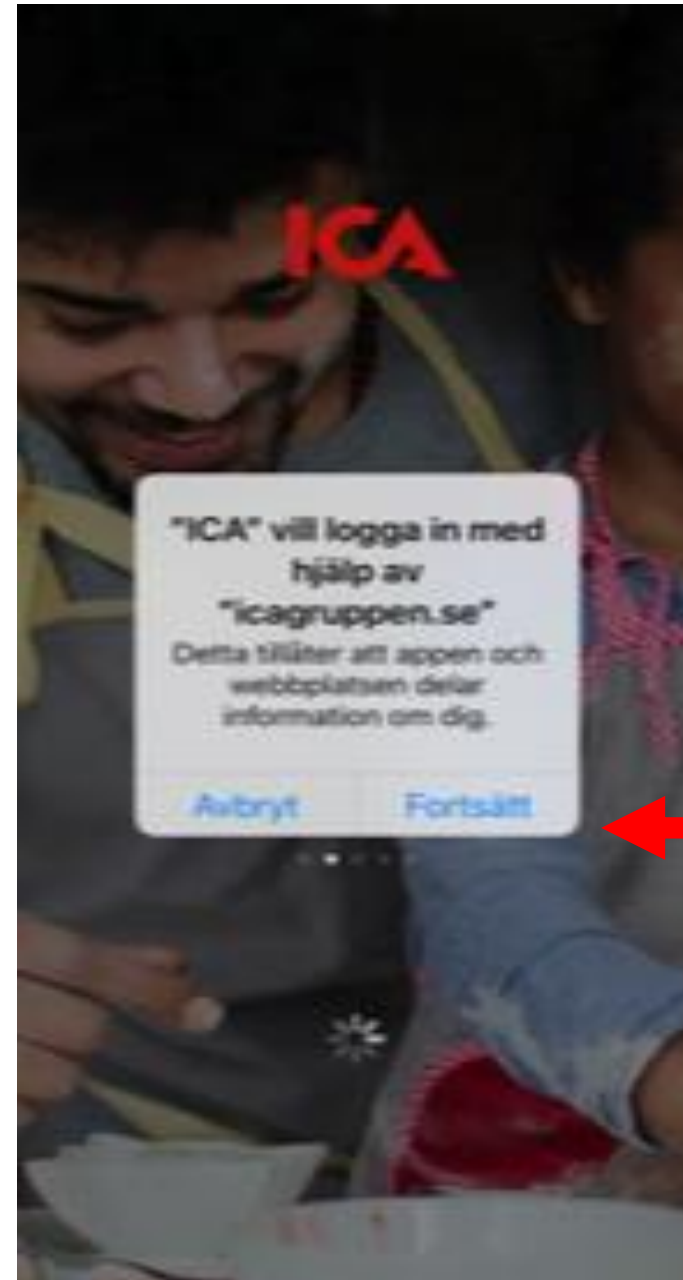 ICA
"ICA" vill logga in med
hjälp av
"icagruppen.se"
Detta tillåter att appen och
webbplatsen delar
information om dig.
Avbryt Fortsätt